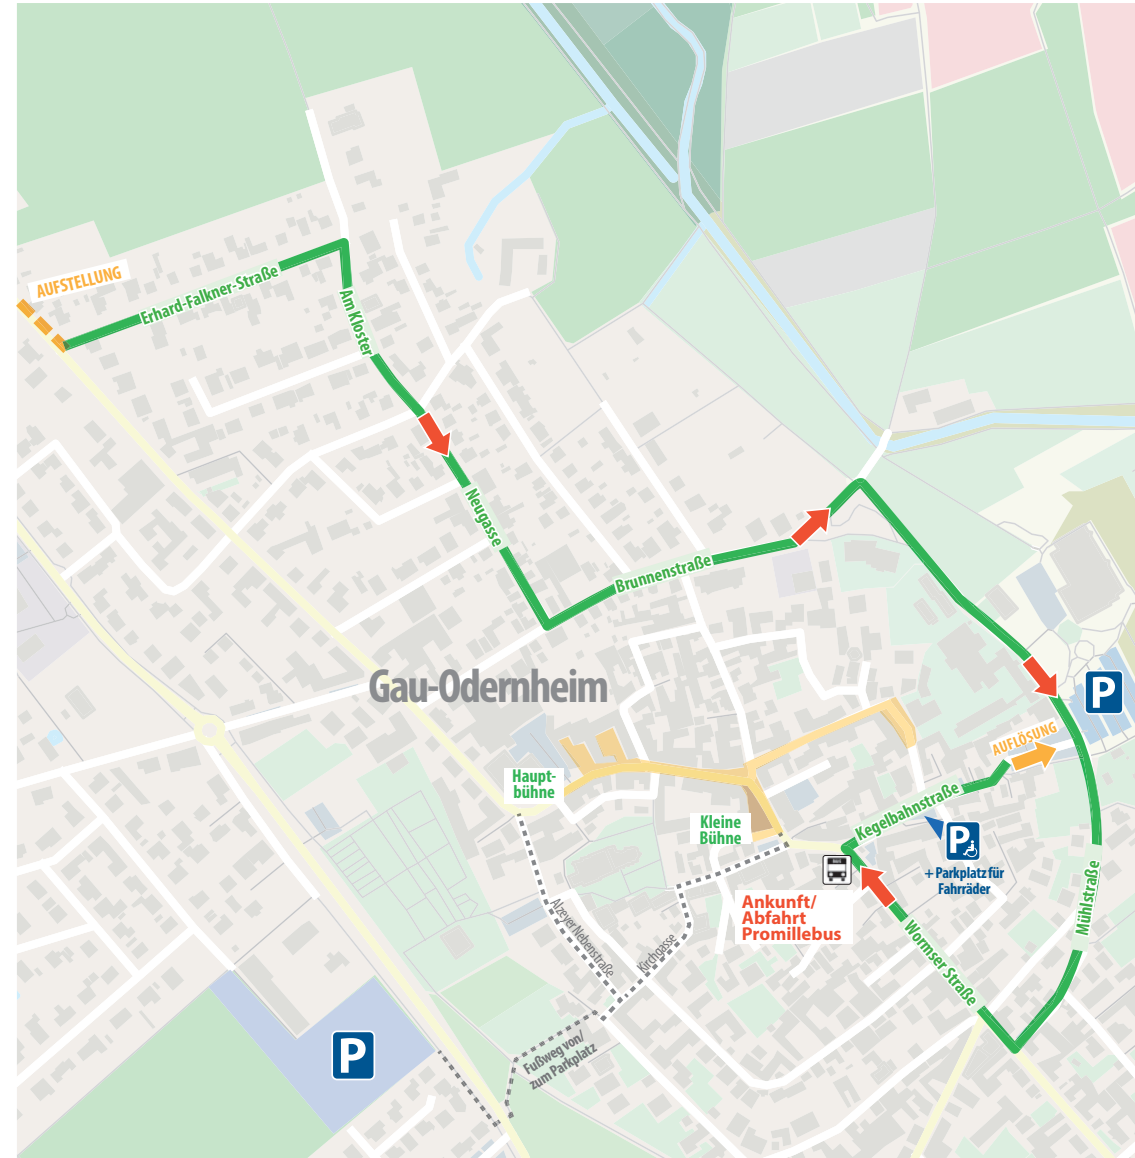 AUFSTELLUNG
Erhard-Falkner-Straße
Am Kloster
Neugasse
Brunnenstraße
Gau-Odernheim
P
AUFLÖSUNG
Haupt-
bühne
Kleine
Bühne
Kegelbahnstraße
P
+ Parkplatz für
Fahrräder
BUS
Ankunft/
Abfahrt
Promillebus
Mühlstraße
Wormser Straße
Alzeyer Nebenstraße
Kirchgasse
Fußweg von/
zum Parkplatz
P